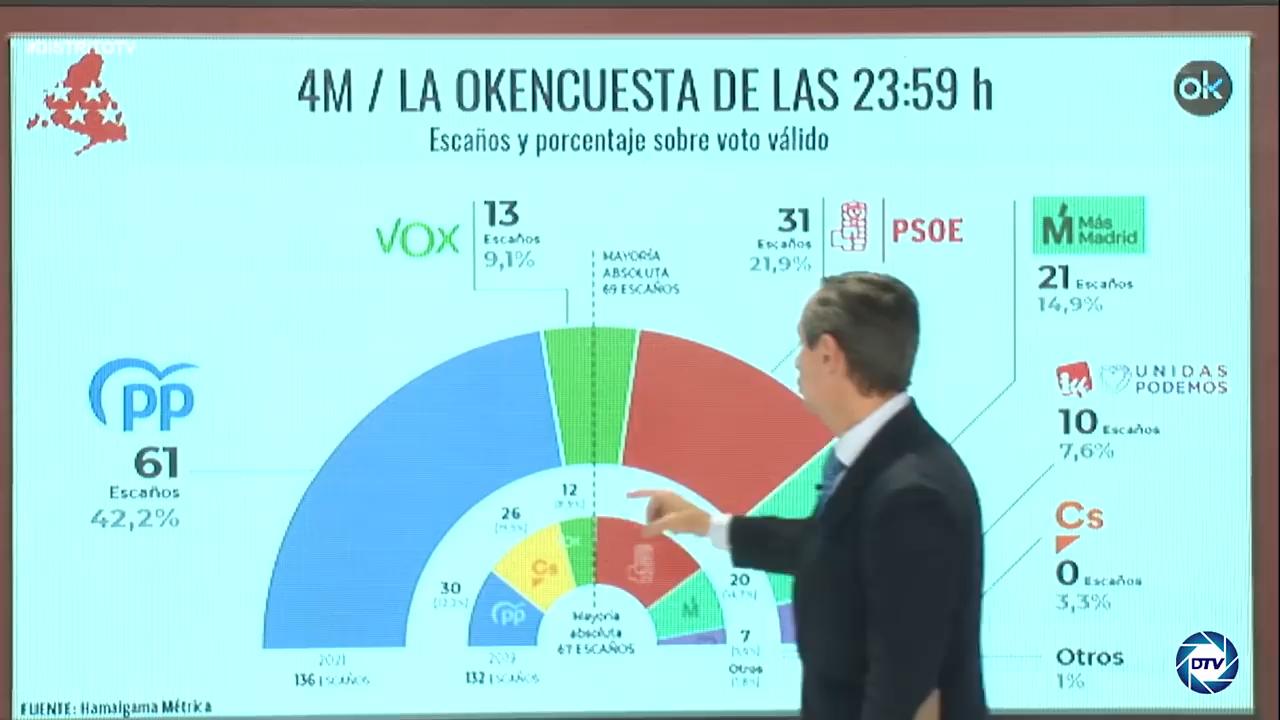 #DISTRITOTV
4M / LA OKENCUESTA DE LAS 23:59 h
Escaños y porcentaje sobre voto válido
ok
VOX
13
Escaños
9,1%
MAYORÍA
ABSOLUTA
69 ESCAÑOS
31
Escaños
21,9%
PSOE
Más
Madrid
21 Escaños
14,9%
pp
61
Escaños
42,2%
UNIDAS
PODEMOS
10 Escaños
7,6%
Cs
0 Escaños
3,3%
Otros
1%
12
26
30
20
7
Otros
Cs
pp
M
Mayoría
absoluta
67 ESCAÑOS
2021
136 ESCAÑOS
2019
132 ESCAÑOS
FUENTE: Hamalgama Métrica
DTV